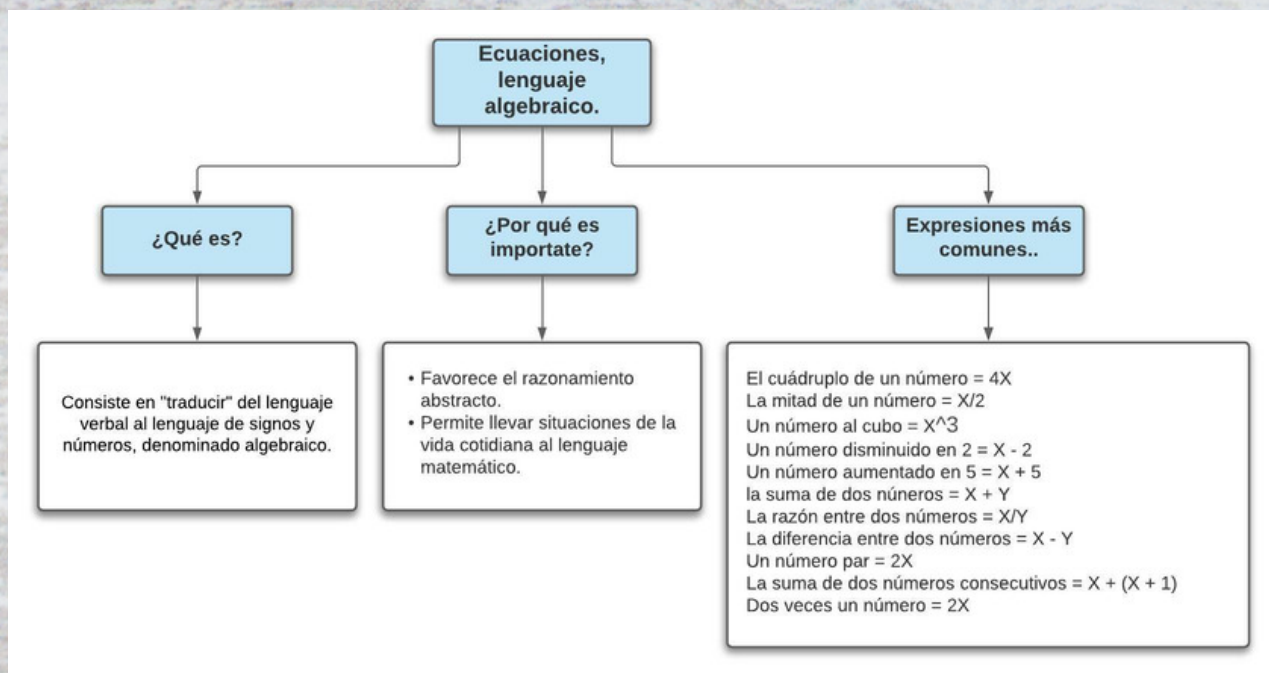 Ecuaciones,
lenguaje
algebraico.
¿Qué es?
¿Por qué es
importate?
Expresiones más
comunes..
Consiste en "traducir" del lenguaje
verbal al lenguaje de signos y
números, denominado algebraico.
• Favorece el razonamiento
abstracto.
• Permite llevar situaciones de la
vida cotidiana al lenguaje
matemático.
El cuádruplo de un número = 4X
La mitad de un número = X/2
Un número al cubo = X^3
Un número disminuido en 2 = X - 2
Un número aumentado en 5 = X + 5
la suma de dos núneros = X + Y
La razón entre dos números = X/Y
La diferencia entre dos números = X - Y
Un número par = 2X
La suma de dos números consecutivos = X + (X + 1)
Dos veces un número = 2X